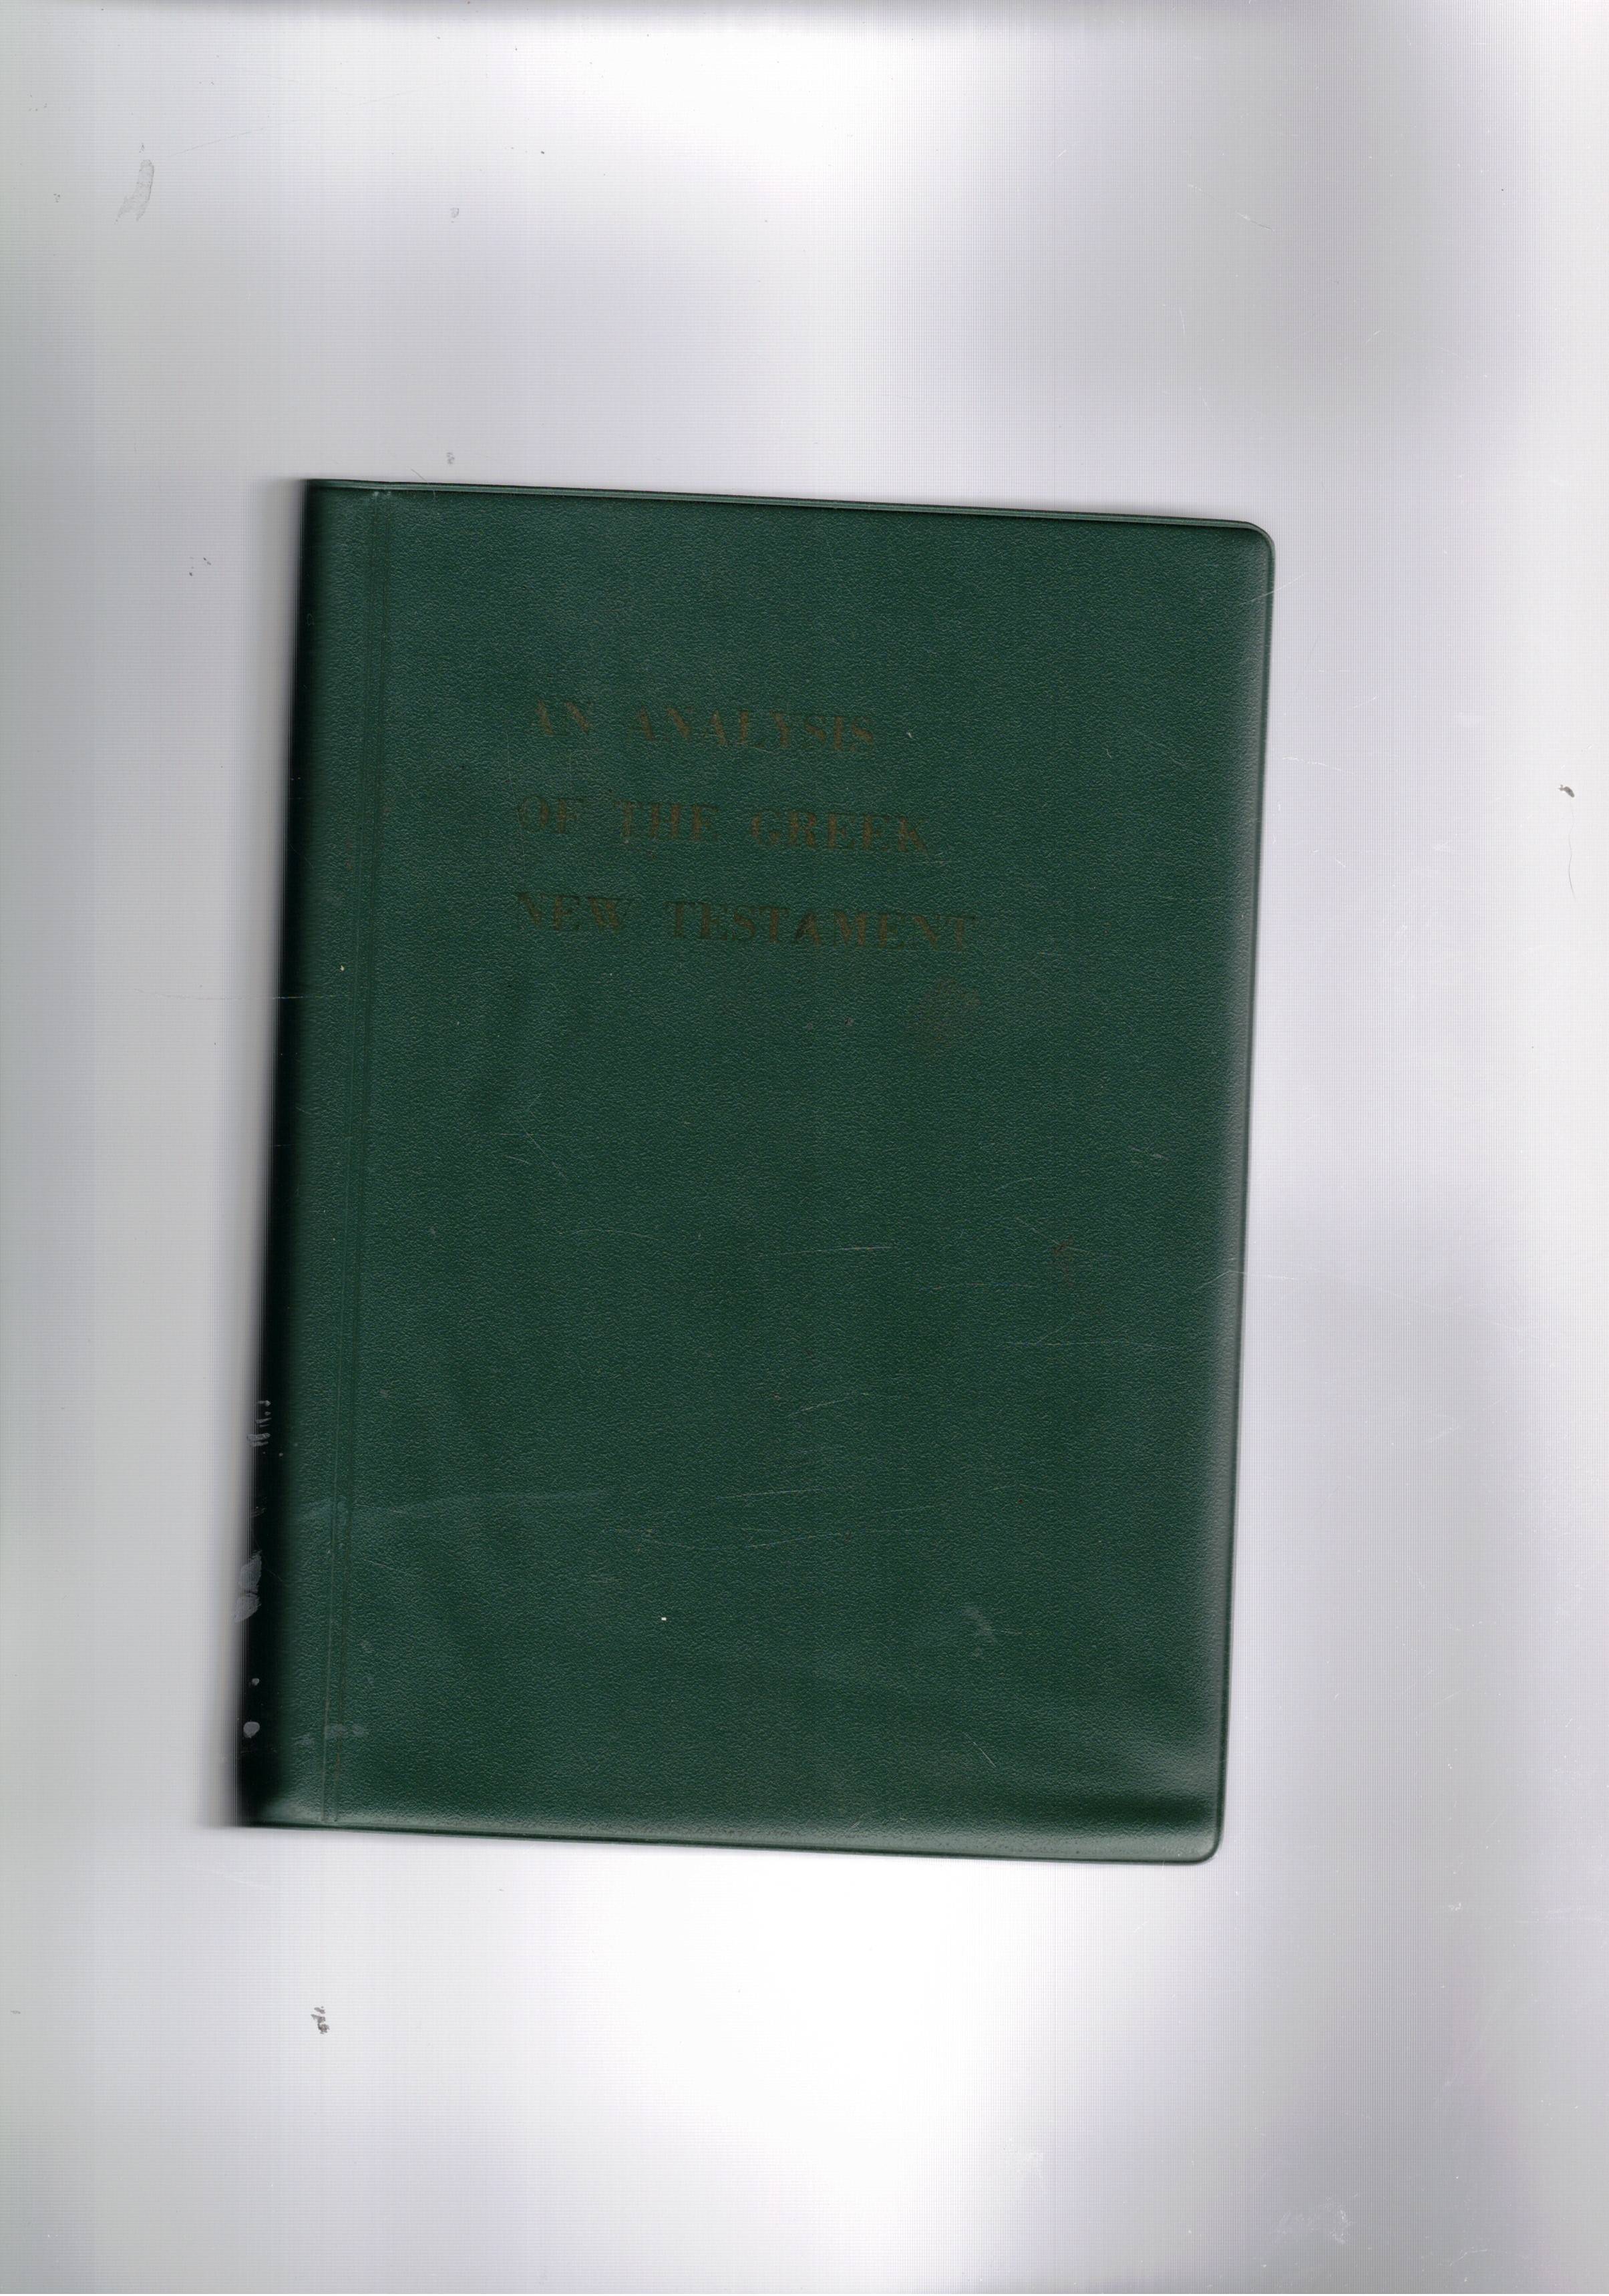 AN ANALYSIS
OF THE GREEK
NEW TESTAMENT